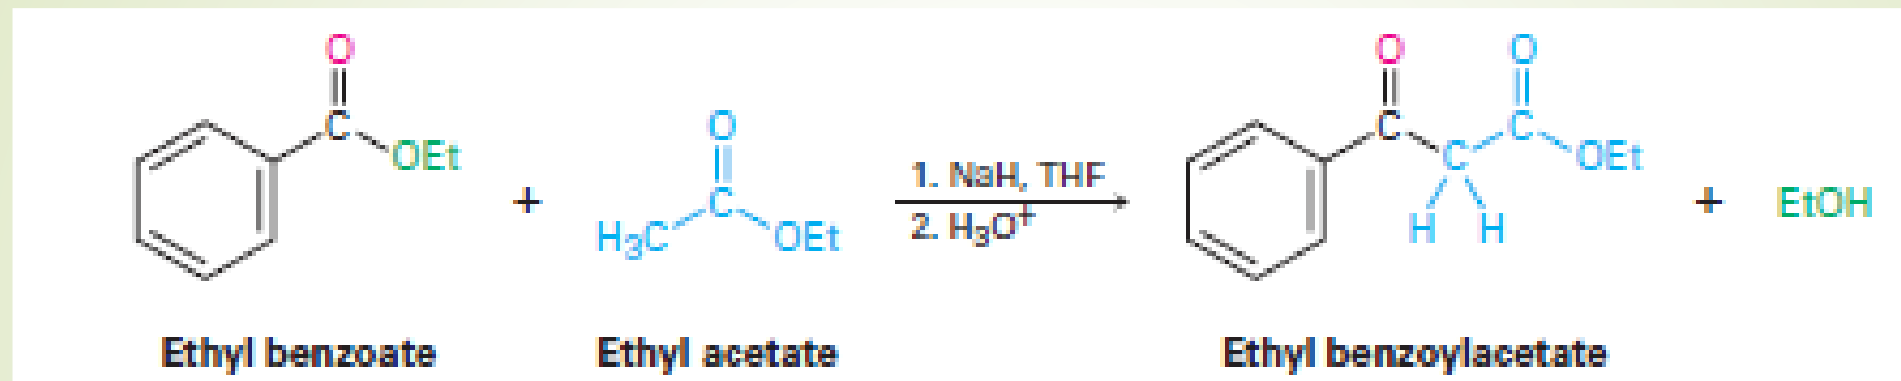 O
C
OEt
+
O
H₃C
C
OEt
1. NaH, THF
2. H₃O⁺
O
O
C
C
C
OEt
H H
+
EtOH
Ethyl benzoate
Ethyl acetate
Ethyl benzoylacetate